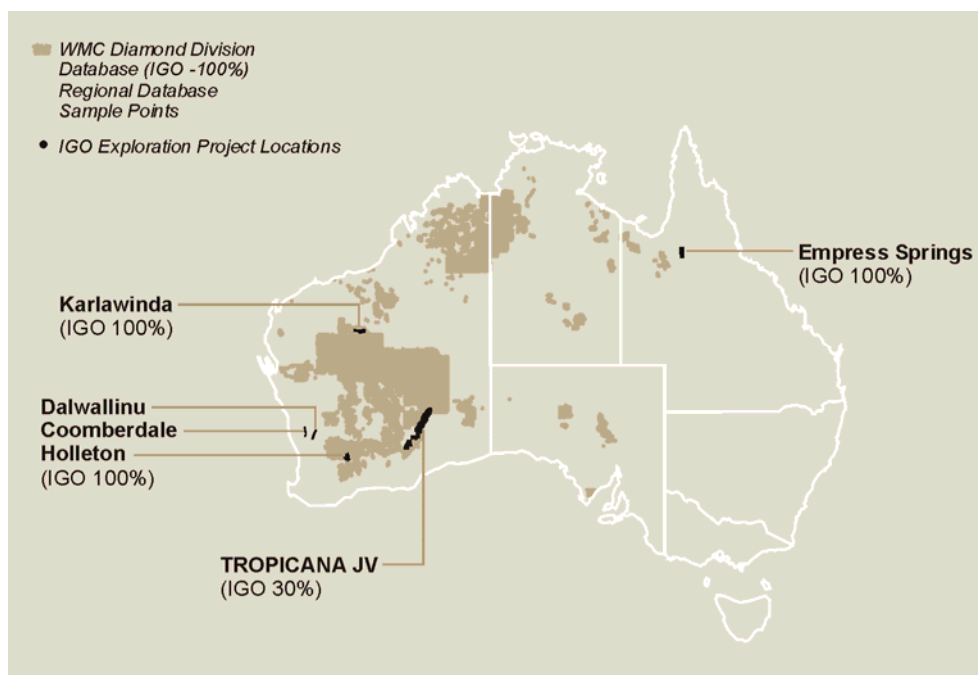 WMC Diamond Division
Database (IGO -100%)
Regional Database
Sample Points
IGO Exploration Project Locations
Empress Springs
(IGO 100%)
Karlawinda
(IGO 100%)
Dalwallinu
Coomberdale
Holleton
(IGO 100%)
TROPICANA JV
(IGO 30%)